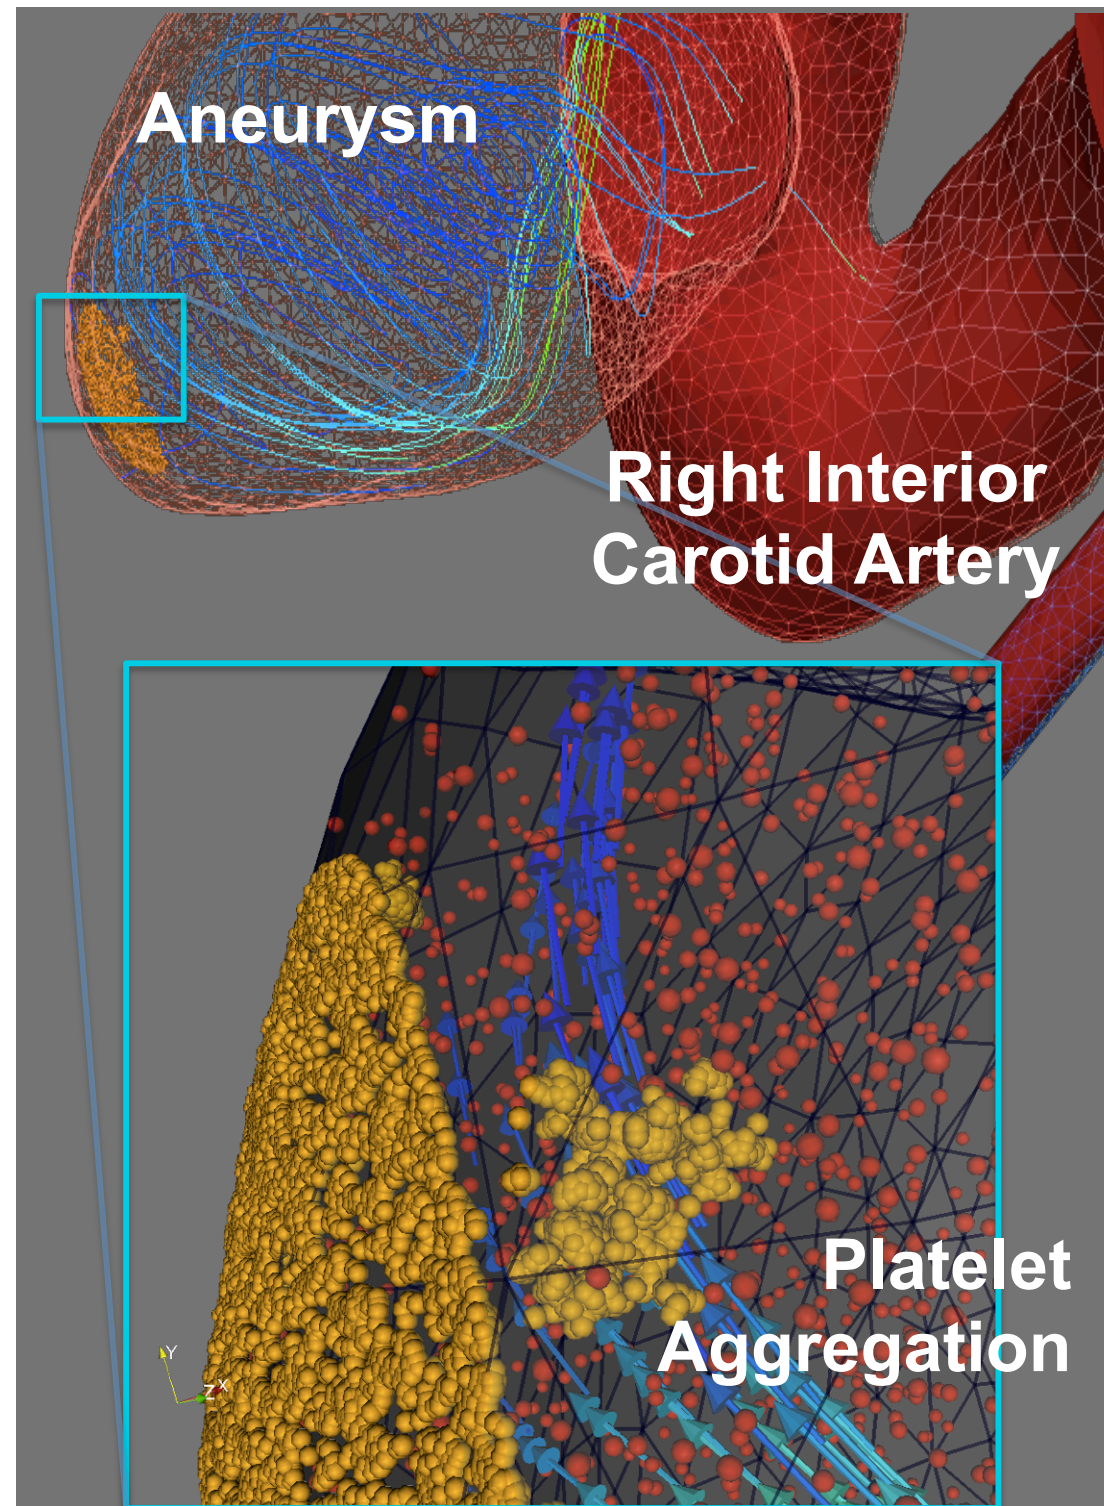 Aneurysm
Right Interior
Carotid Artery
Platelet
Aggregation
Y
Z X